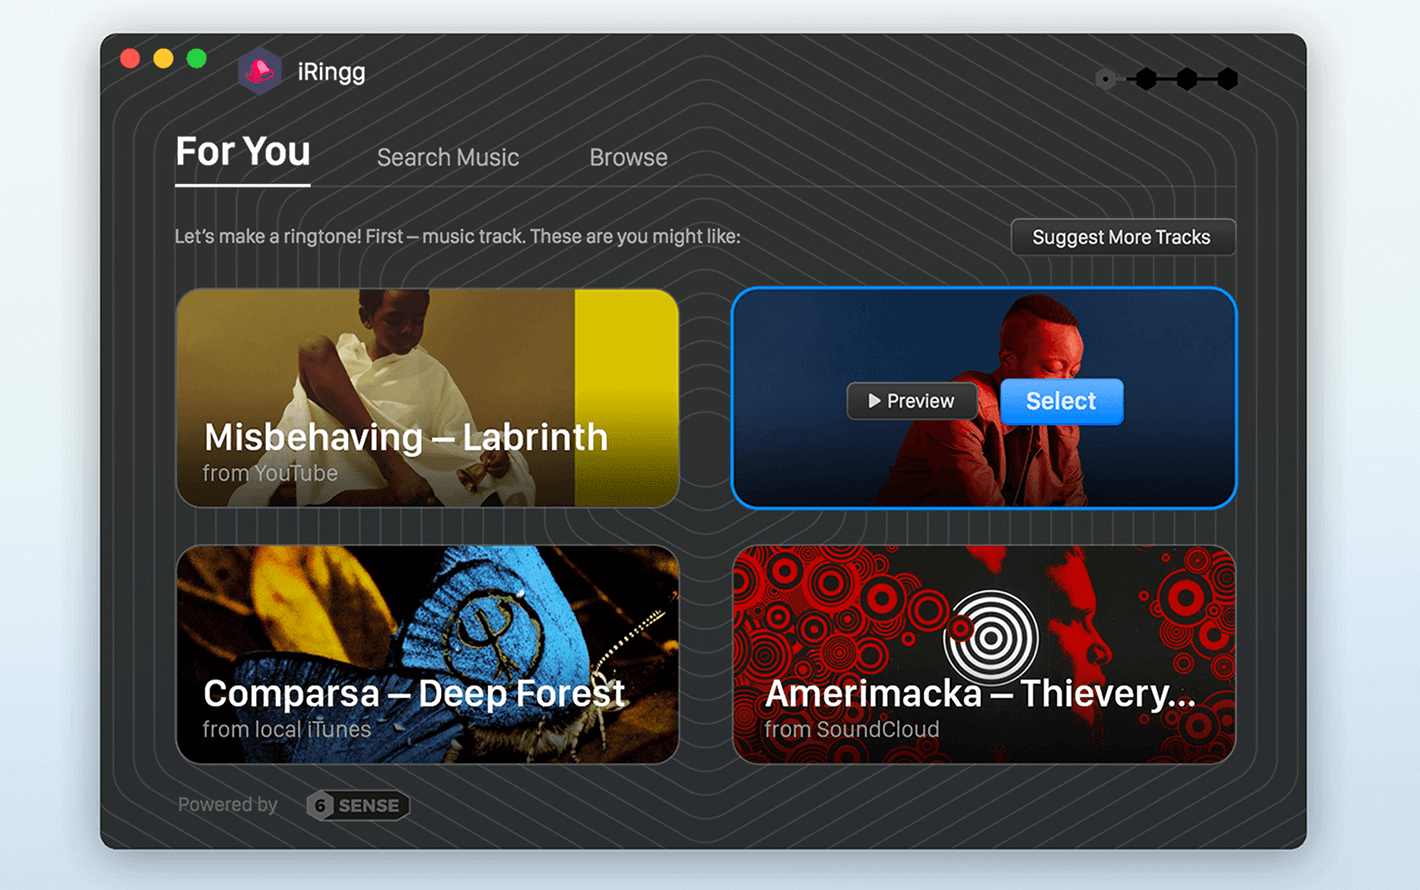 iRingg
For You
Search Music
Browse
Let's make a ringtone! First – music track. These are you might like:
Suggest More Tracks
Misbehaving – Labrinth
from YouTube
Preview
Select
Comparsa – Deep Forest
from local iTunes
Amerimacka – Thievery...
from SoundCloud
Powered by
6 SENSE